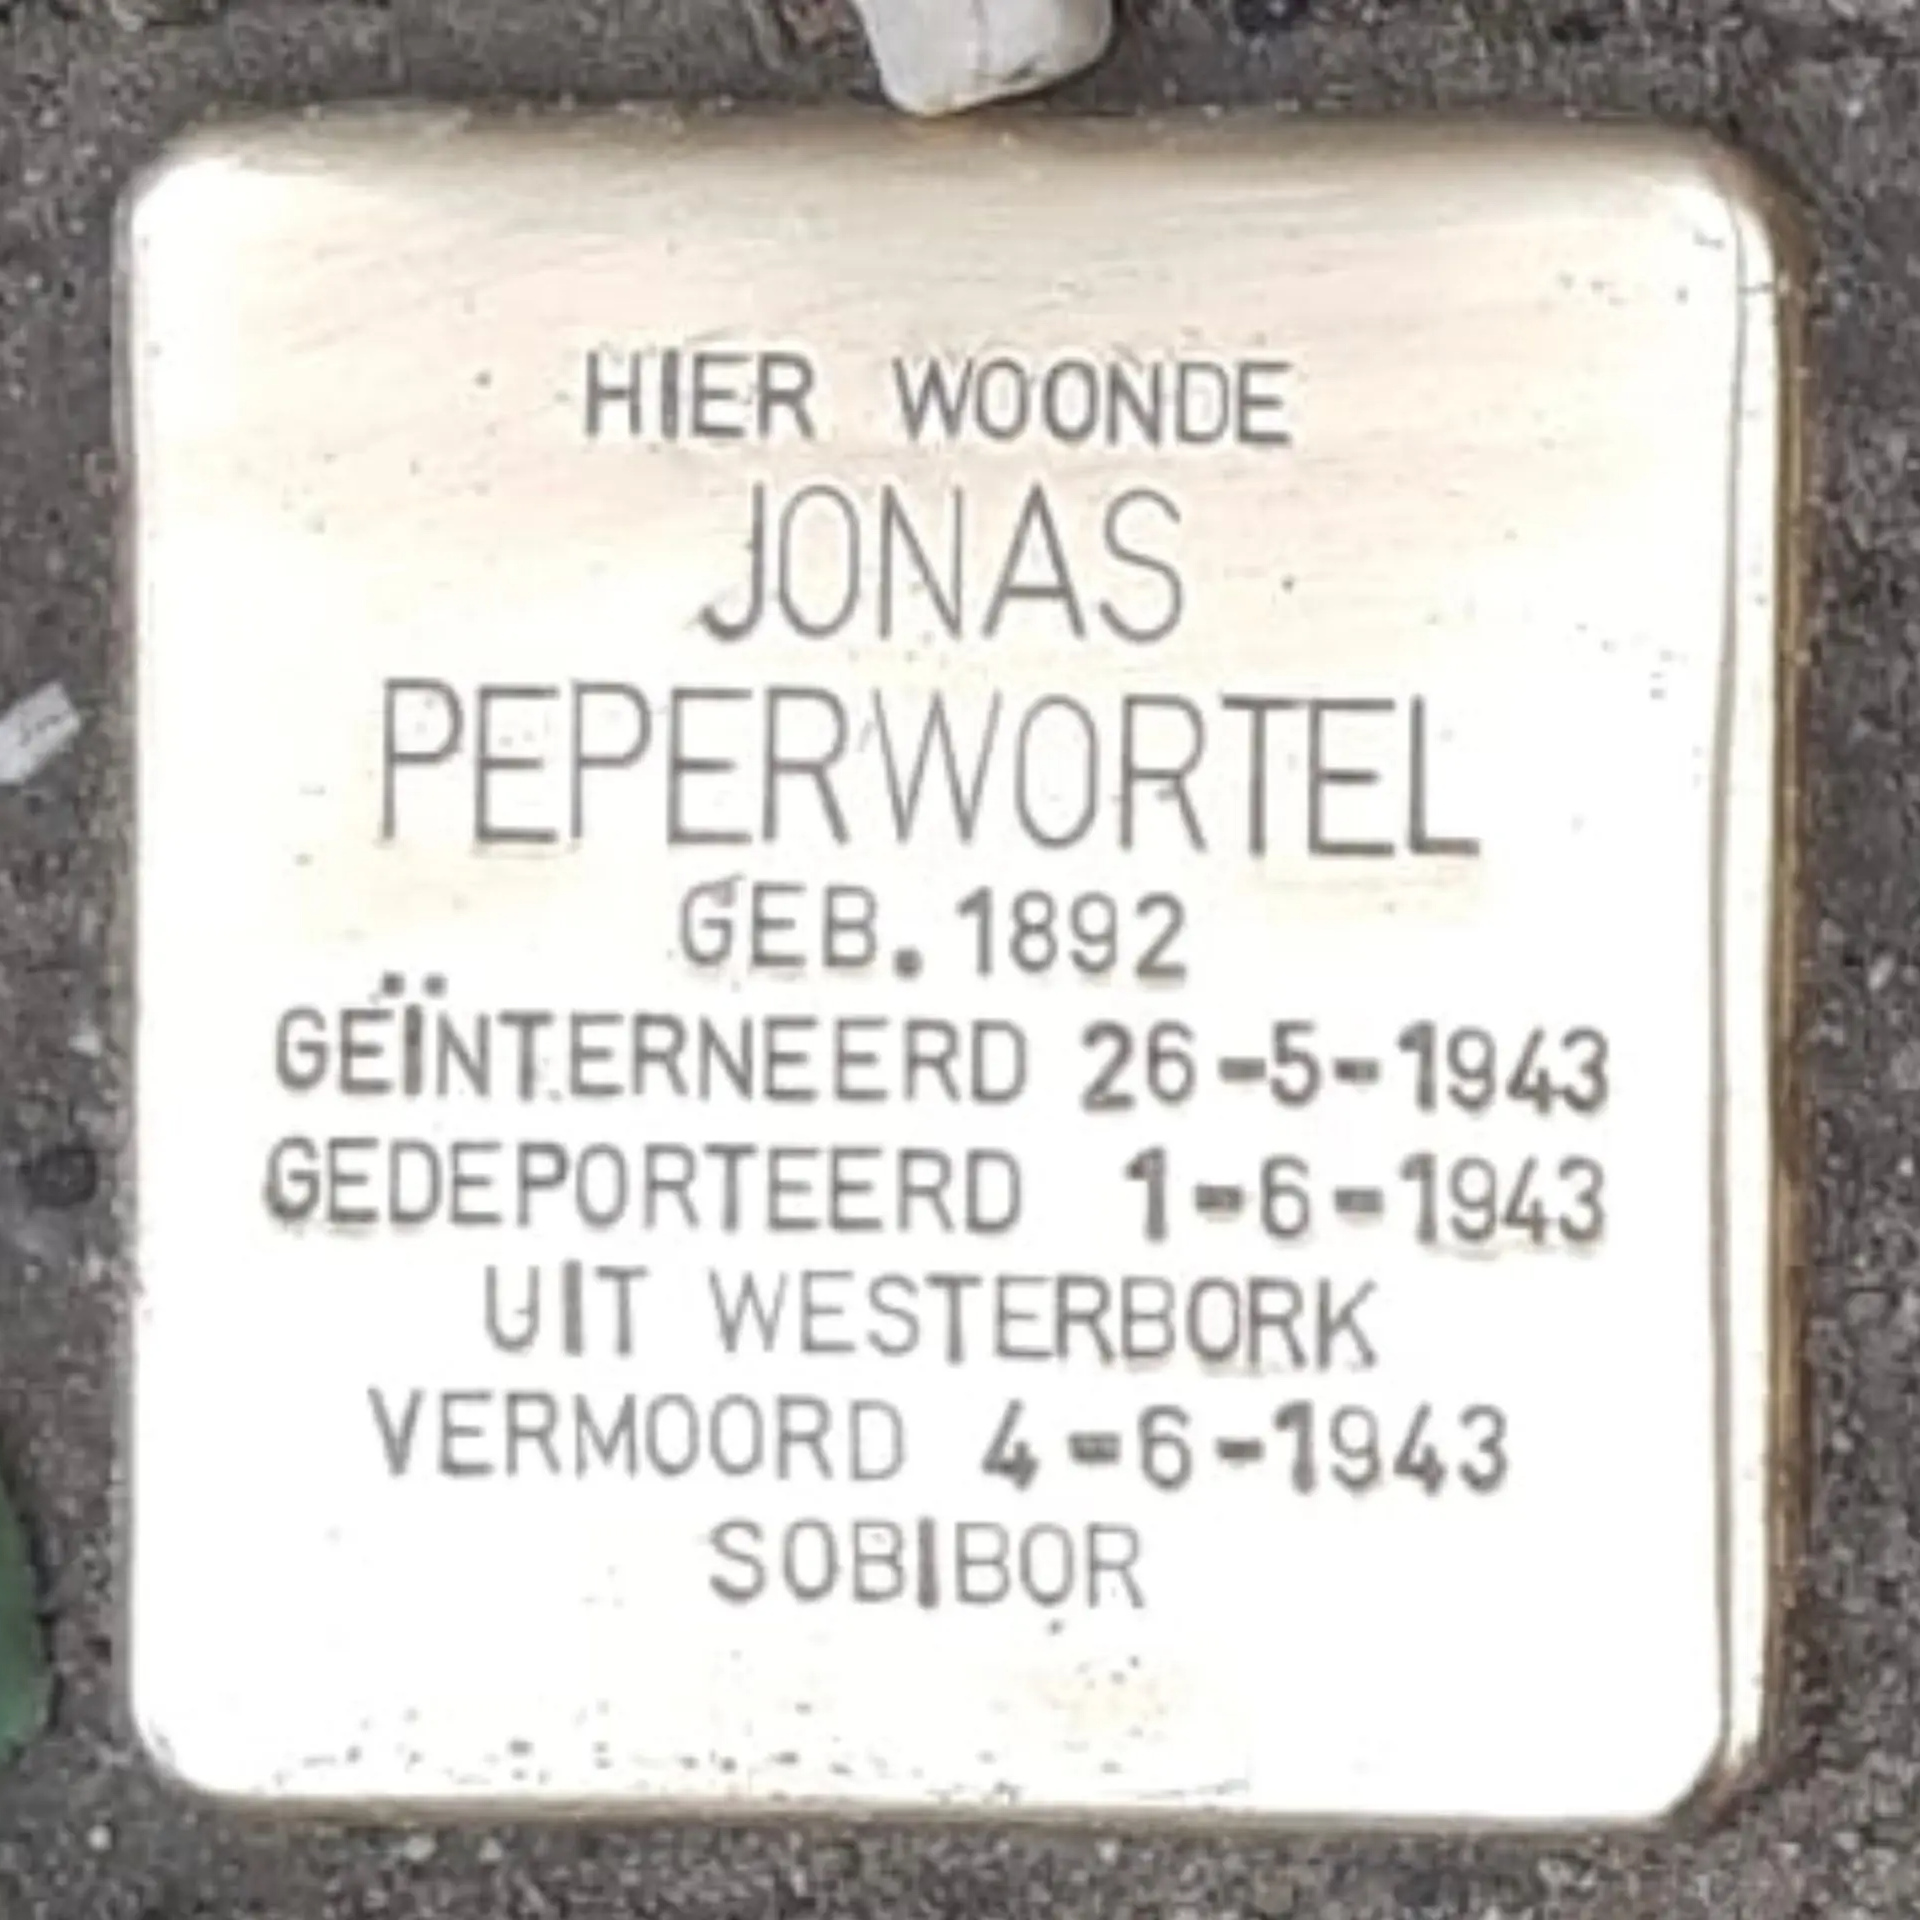 HIER WOONDE
JONAS
PEPERWORTEL
GEB. 1892
GEÏNTERNEERD 26-5-1943
GEDEPORTEERD 1-6-1943
UIT WESTERBORK
VERMOORD 4-6-1943
SOBIBOR